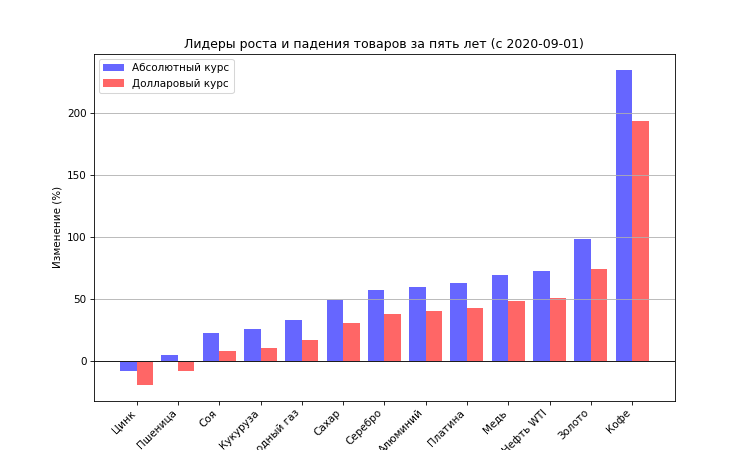 Лидеры роста и падения товаров за пять лет (с 2020-09-01)
Абсолютный курс
Долларовый курс
Изменение (%)
200
150
100
50
0
Цинк
Пшеница
Соя
Кукуруза
одный газ
Сахар
Серебро
Алюминий
Платина
Медь
Нефть WTI
Золото
Кофе